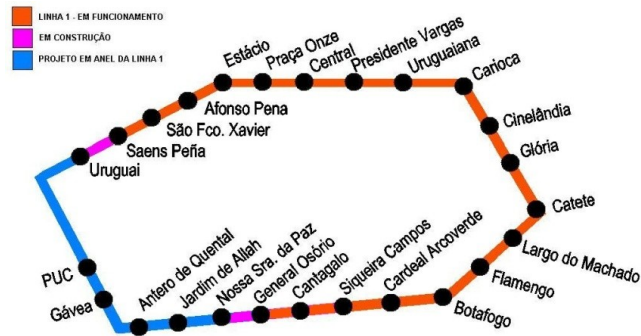 LINHA 1 - EM FUNCIONAMENTO
EM CONSTRUÇÃO
PROJETO EM ANEL DA LINHA 1
Estácio
Praça Onze
Central
Presidente Vargas
Uruguaiana
Carioca
Afonso Pena
São Fco. Xavier
Saens Peña
Uruguai
Cinelândia
Glória
Catete
Largo do Machado
Flamengo
Botafogo
Cardeal Arcoverde
Siqueira Campos
Cantagalo
General Osório
Nossa Sra. da Paz
Jardim de Allah
Antero de Quental
PUC
Gávea